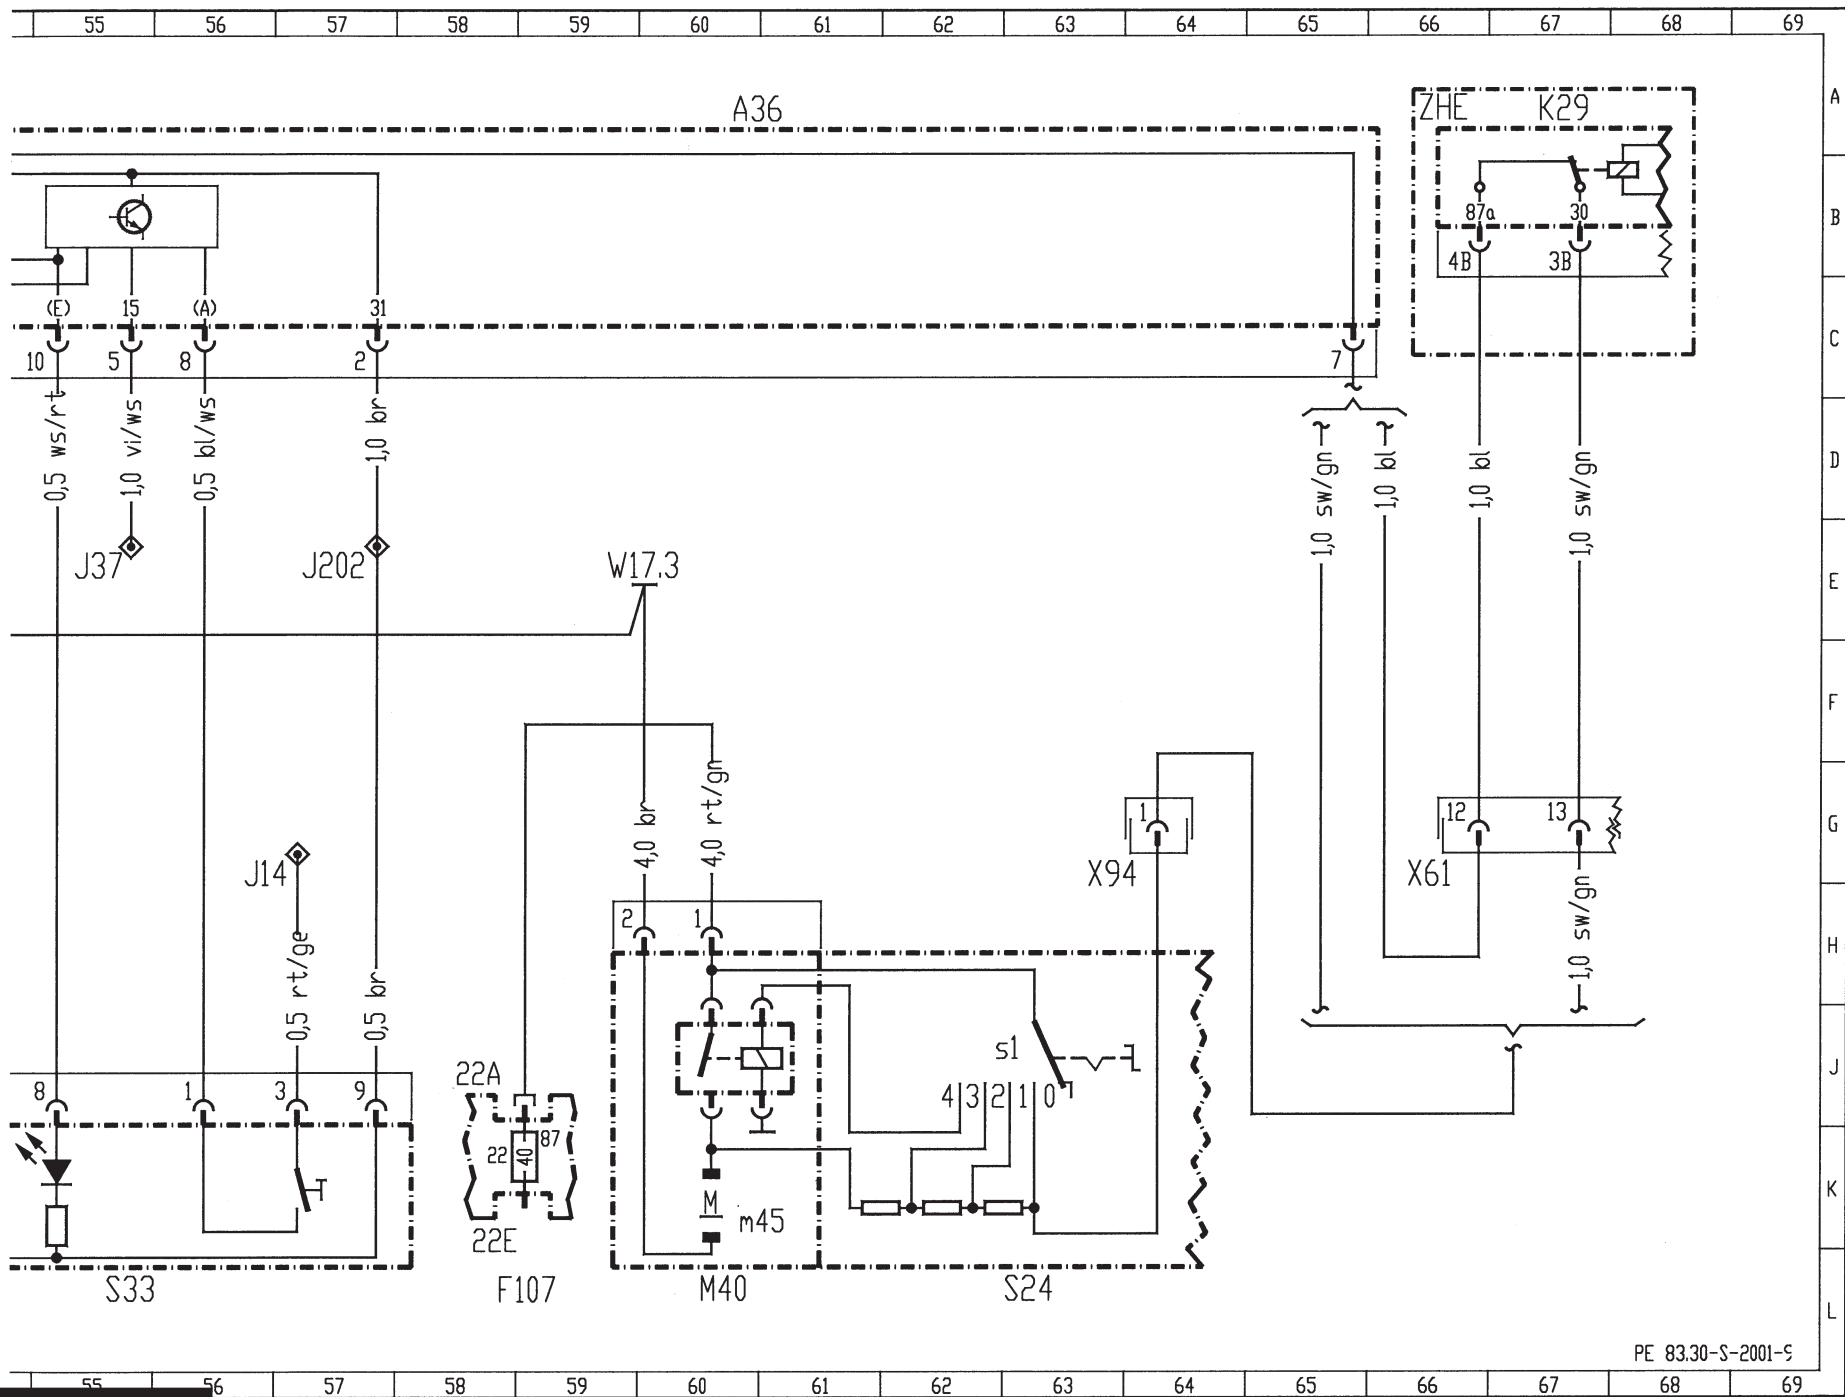 55 56 57 58 59 60 61 62 63 64 65 66 67 68 69
A
A36
ZHE K29
B
87a 30
4B 3B
(E) 15 (A) 31
C
10 5 8 2 7
0,5 ws/rt
1,0 vi/ws
0,5 bl/ws
1,0 br
1,0 sw/gn
1,0 bl
1,0 bl
1,0 sw/gn
D
J37 J202 W17.3
E
F
4,0 br
4,0 rt/gn
1
12 13
G
J14
X94
X61
2 1
0,5 rt/ge
0,5 br
1,0 sw/gn
H
s1
J
22A
8 1 3 9
4 3 2 1 0
87
22
40
K
M
m45
22E
S33 F107 M40 S24
L
PE 83.30-S-2001-S
55 56 57 58 59 60 61 62 63 64 65 66 67 68 69